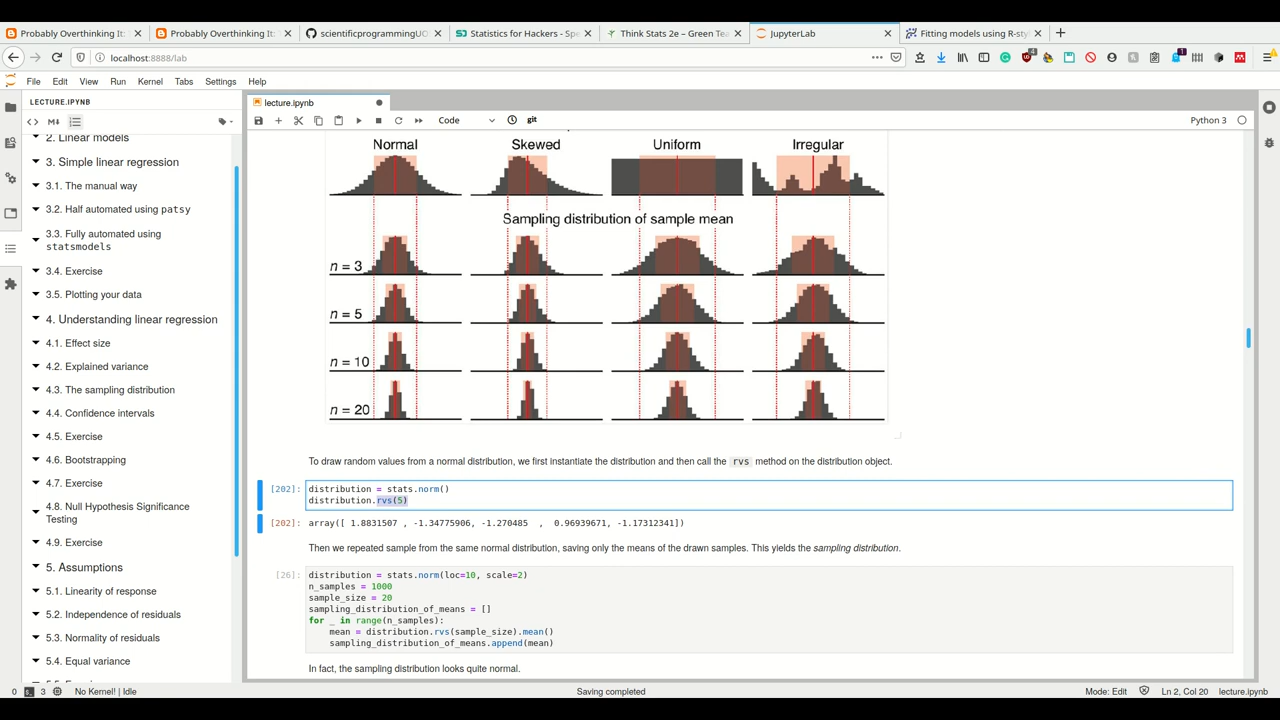 Probably Overthinking It:
Probably Overthinking It:
scientificprogrammingUO
Statistics for Hackers - Spe
Think Stats 2e – Green Tea
JupyterLab
Fitting models using R-sty
localhost:8888/lab
File Edit View Run Kernel Tabs Settings Help
LECTURE.IPYNB
lecture.ipynb
Code
git
Python 3
2. Linear models
3. Simple linear regression
3.1. The manual way
3.2. Half automated using patsy
3.3. Fully automated using
statsmodels
3.4. Exercise
3.5. Plotting your data
4. Understanding linear regression
4.1. Effect size
4.2. Explained variance
4.3. The sampling distribution
4.4. Confidence intervals
4.5. Exercise
4.6. Bootstrapping
4.7. Exercise
4.8. Null Hypothesis Significance
Testing
4.9. Exercise
5. Assumptions
5.1. Linearity of response
5.2. Independence of residuals
5.3. Normality of residuals
5.4. Equal variance
Normal Skewed Uniform Irregular
Sampling distribution of sample mean
n = 3
n = 5
n = 10
n = 20
To draw random values from a normal distribution, we first instantiate the distribution and then call the rvs method on the distribution object.
[202]: distribution = stats.norm()
distribution.rvs(5)
[202]: array([ 1.8831507 , -1.34775906, -1.270485  ,  0.96939671, -1.17312341])
Then we repeated sample from the same normal distribution, saving only the means of the drawn samples. This yields the sampling distribution.
[26]: distribution = stats.norm(loc=10, scale=2)
n_samples = 1000
sample_size = 20
sampling_distribution_of_means = []
for _ in range(n_samples):
    mean = distribution.rvs(sample_size).mean()
    sampling_distribution_of_means.append(mean)
In fact, the sampling distribution looks quite normal.
0 3 No Kernel! | Idle
Saving completed
Mode: Edit
Ln 2, Col 20 lecture.ipynb